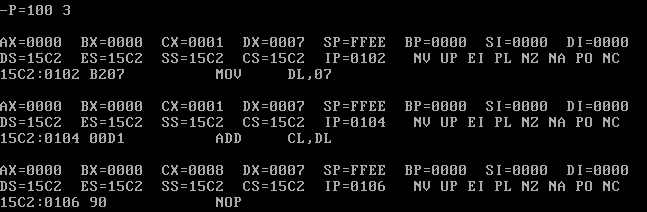 -P=100 3
AX=0000 BX=0000 CX=0001 DX=0007 SP=FFEE BP=0000 SI=0000 DI=0000
DS=15C2 ES=15C2 SS=15C2 CS=15C2 IP=0102 NV UP EI PL NZ NA PO NC
15C2:0102 B207 MOV DL,07
AX=0000 BX=0000 CX=0001 DX=0007 SP=FFEE BP=0000 SI=0000 DI=0000
DS=15C2 ES=15C2 SS=15C2 CS=15C2 IP=0104 NV UP EI PL NZ NA PO NC
15C2:0104 00D1 ADD CL,DL
AX=0000 BX=0000 CX=0008 DX=0007 SP=FFEE BP=0000 SI=0000 DI=0000
DS=15C2 ES=15C2 SS=15C2 CS=15C2 IP=0106 NV UP EI PL NZ NA PO NC
15C2:0106 90 NOP